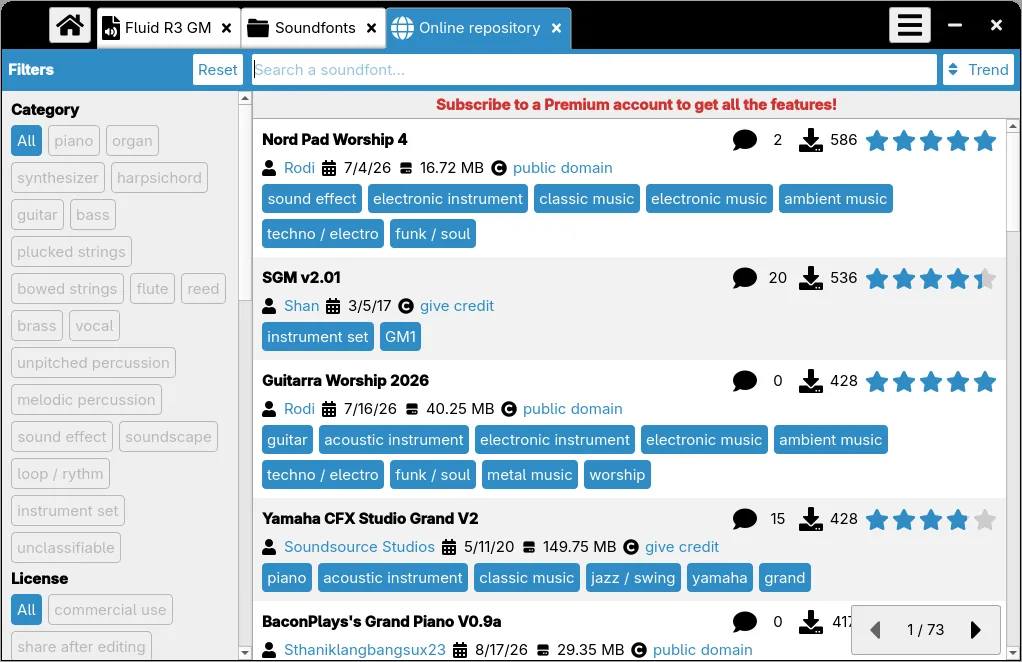 Fluid R3 GM
Soundfonts
Online repository
Filters
Reset
Search a soundfont...
Trend
Category
All piano organ
synthesizer harpsichord
guitar bass
plucked strings
bowed strings flute reed
brass vocal
unpitched percussion
melodic percussion
sound effect soundscape
loop / rythm
instrument set
unclassifiable
License
All commercial use
share after editing
Subscribe to a Premium account to get all the features!
Nord Pad Worship 4 2 586
Rodi 7/4/26 16.72 MB public domain
sound effect electronic instrument classic music electronic music ambient music
techno / electro funk / soul
SGM v2.01 20 536
Shan 3/5/17 give credit
instrument set GM1
Guitarra Worship 2026 0 428
Rodi 7/16/26 40.25 MB public domain
guitar acoustic instrument electronic instrument electronic music ambient music
techno / electro funk / soul metal music worship
Yamaha CFX Studio Grand V2 15 428
Soundsource Studios 5/11/20 149.75 MB give credit
piano acoustic instrument classic music jazz / swing yamaha grand
BaconPlays's Grand Piano V0.9a 0 417
Sthaniklangbangsux23 8/17/26 29.35 MB public domain
1 / 73